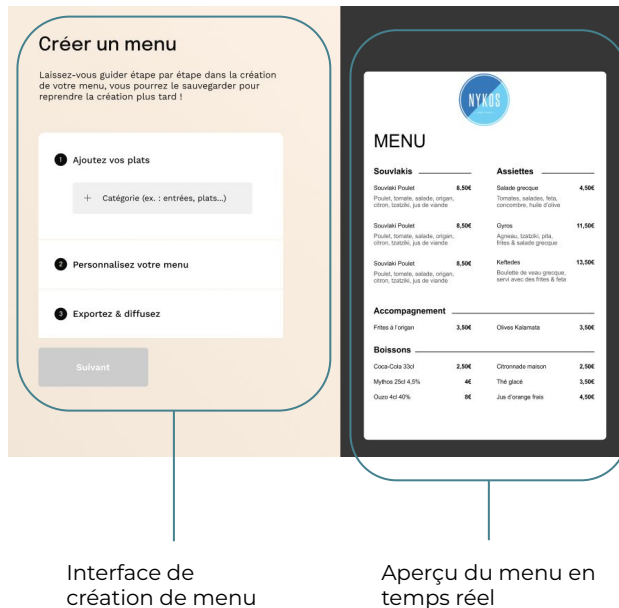 Créer un menu
Laissez-vous guider étape par étape dans la création
de votre menu, vous pourrez le sauvegarder pour
reprendre la création plus tard !
1 Ajoutez vos plats
+ Catégorie (ex. : entrées, plats...)
2 Personnalisez votre menu
3 Exportez & diffusez
Suivant
NYKOS
MENU
Souvlakis
Souvlaki Poulet 8,50€
Poulet, tomate, salade, origan,
citron, tzatziki, jus de viande
Souvlaki Poulet 8,50€
Poulet, tomate, salade, origan,
citron, tzatziki, jus de viande
Souvlaki Poulet 8,50€
Poulet, tomate, salade, origan,
citron, tzatziki, jus de viande
Assiettes
Salade grecque 4,50€
Tomates, salades, feta,
concombre, huile d'olive
Gyros 11,50€
Agneau, tzatziki, pita,
frites & salade grecque
Keftedes 13,50€
Boulette de veau grecque,
servi avec des frites & feta
Accompagnement
Frites à l'origan 3,50€ Olives Kalamata 3,50€
Boissons
Coca-Cola 33cl 2,50€ Citronnade maison 2,50€
Mythos 25cl 4,5% 4€ Thé glacé 3,50€
Ouzo 4cl 40% 8€ Jus d'orange frais 4,50€
Interface de
création de menu
Aperçu du menu en
temps réel